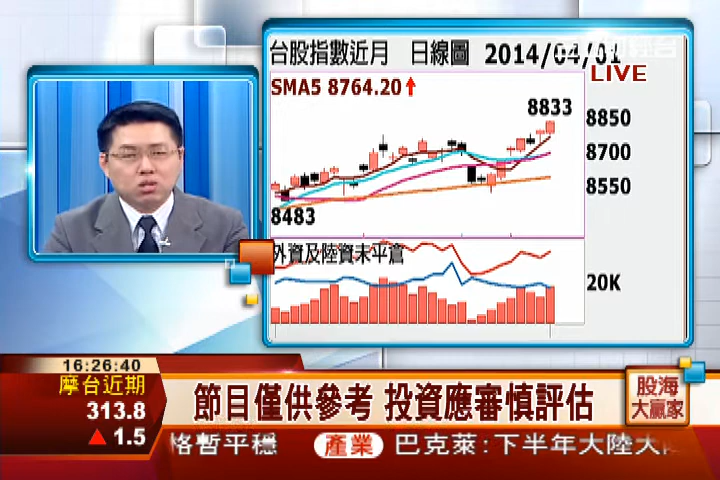 台股指數近月 日線圖 2014/04/01
LIVE
SMA5 8764.20
8833
8850
8700
8550
8483
外資及陸資未平倉
20K
16:26:40
摩台近期
313.8
▲1.5
節目僅供參考 投資應審慎評估
股海
大贏家
格暫平穩 產業 巴克萊:下半年大陸大